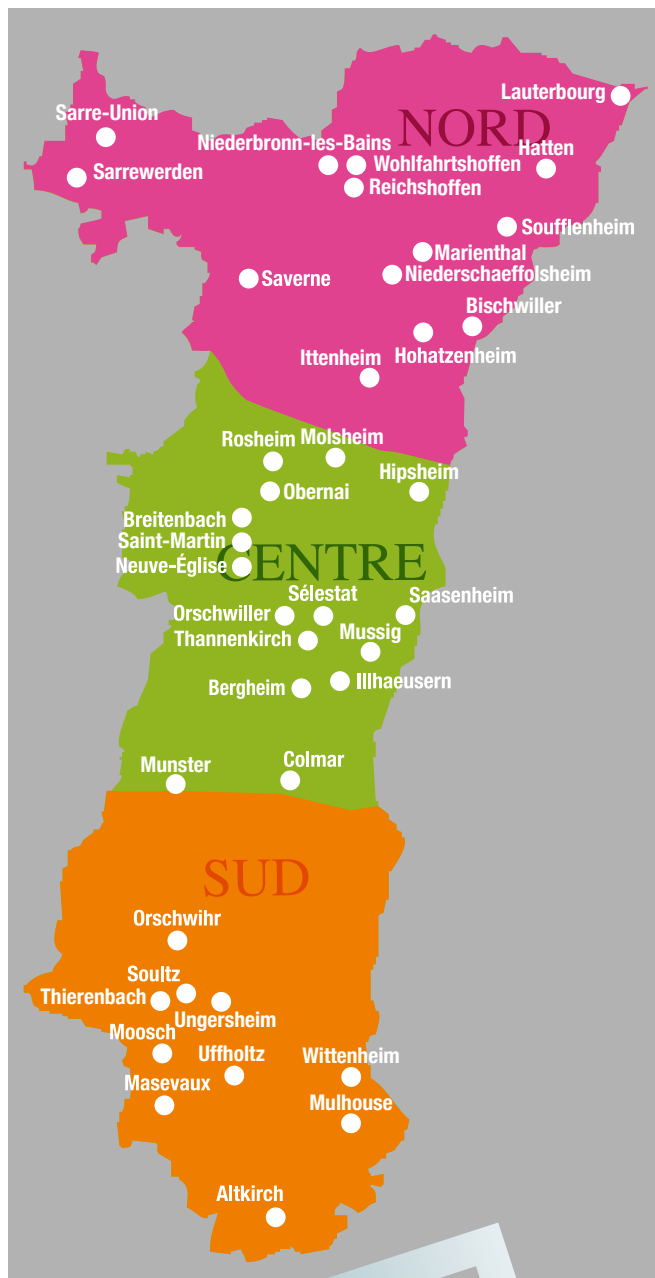 Lauterbourg
Sarre-Union
NORD
Niederbronn-les-Bains
Hatten
Wohlfahrtshoffen
Sarrewerden
Reichshoffen
Soufflenheim
Marienthal
Niederschaeffolsheim
Saverne
Bischwiller
Hohatzenheim
Ittenheim
Rosheim
Molsheim
Hipsheim
Obernai
Breitenbach
Saint-Martin
CENTRE
Neuve-Église
Sélestat
Saasenheim
Orschwiller
Thannenkirch
Mussig
Bergheim
Illhaeusern
Munster
Colmar
SUD
Orschwihr
Soultz
Thierenbach
Ungersheim
Moosch
Uffholtz
Wittenheim
Masevaux
Mulhouse
Altkirch